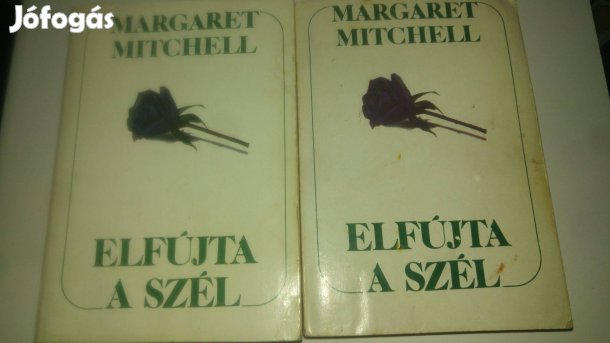 Jófogás
MARGARET
MITCHELL
ELFÚJTA
A SZÉL
MARGARET
MITCHELL
ELFÚJTA
A SZÉL